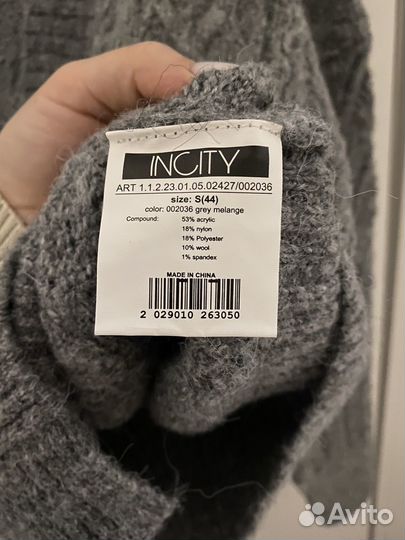 INCITY
ART 1.1.2.23.01.05.02427/002036
size: S(44)
color: 002036 grey melange
Compound: 53% acrylic
18% nylon
18% Polyester
10% wool
1% spandex
MADE IN CHINA
2 029010 263050
Avito